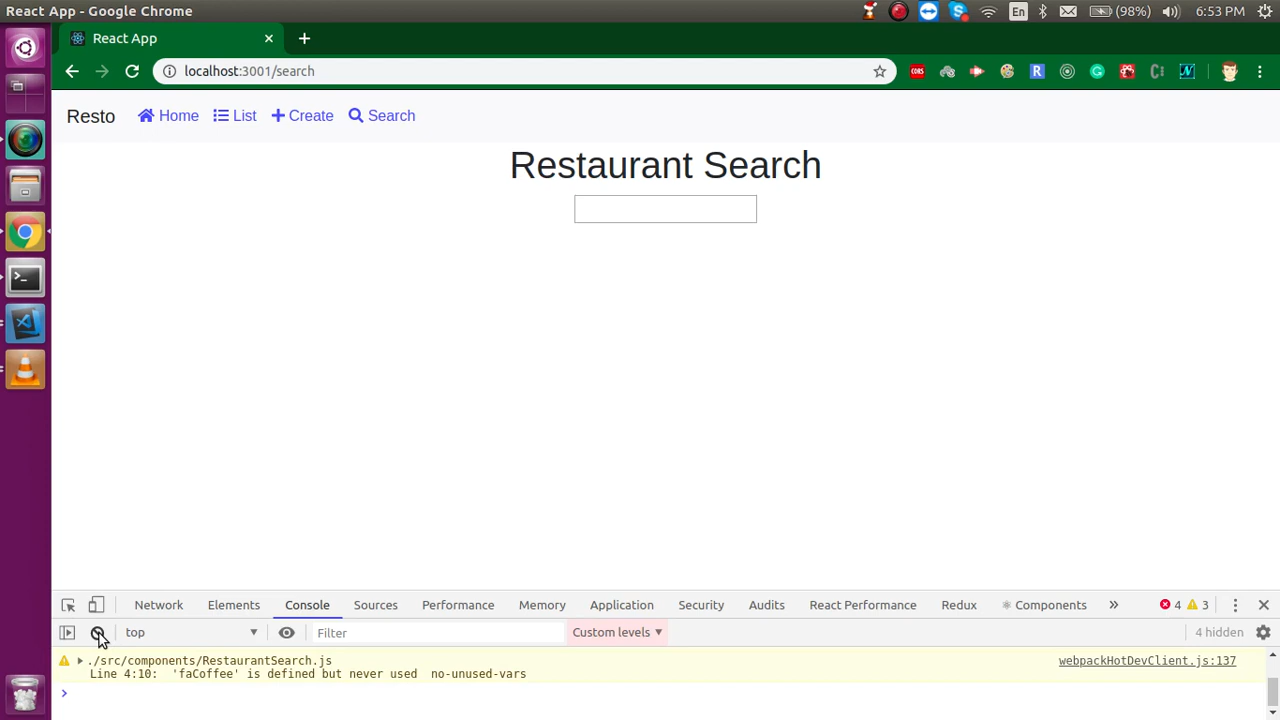 React App - Google Chrome
En
(98%)
6:53 PM
React App
localhost:3001/search
CORS
R
Resto
Home
List
Create
Search
Restaurant Search
Network
Elements
Console
Sources
Performance
Memory
Application
Security
Audits
React Performance
Redux
Components
4
3
top
Filter
Custom levels
4 hidden
./src/components/RestaurantSearch.js
webpackHotDevClient.js:137
Line 4:10:  'faCoffee' is defined but never used  no-unused-vars